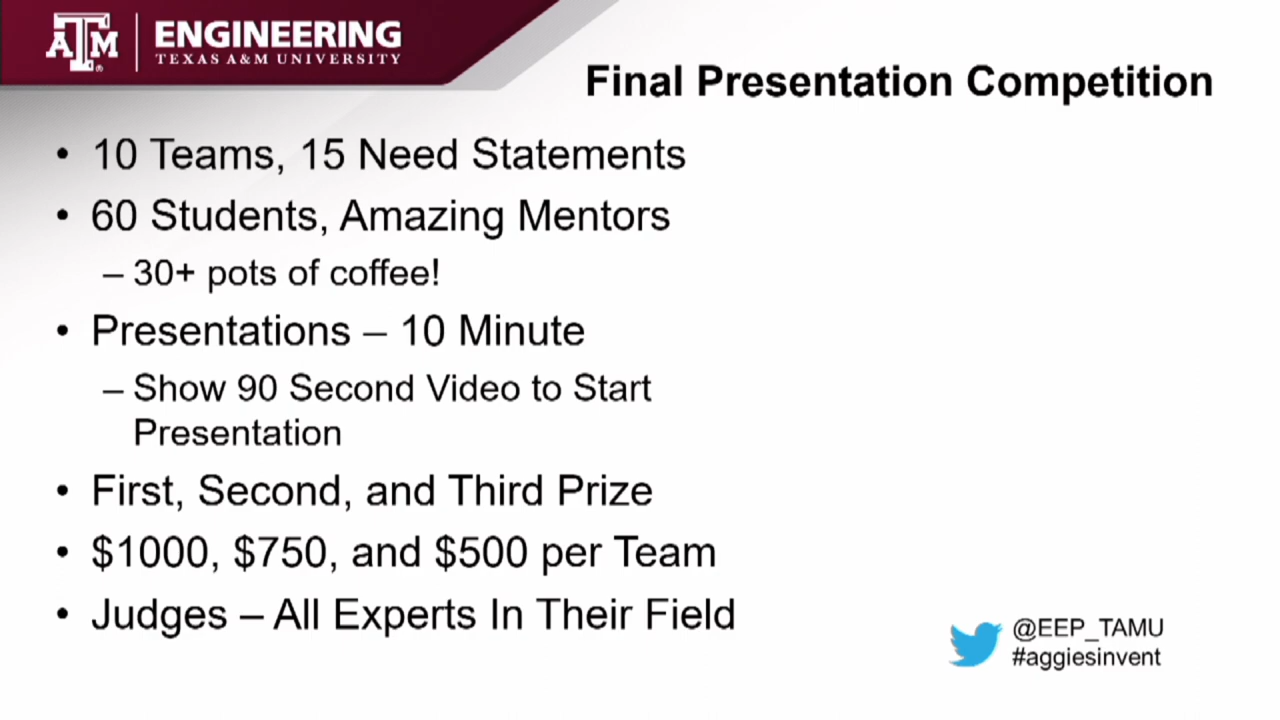 ATM ENGINEERING
TEXAS A&M UNIVERSITY
Final Presentation Competition
• 10 Teams, 15 Need Statements
• 60 Students, Amazing Mentors
– 30+ pots of coffee!
• Presentations – 10 Minute
– Show 90 Second Video to Start
Presentation
• First, Second, and Third Prize
• $1000, $750, and $500 per Team
• Judges – All Experts In Their Field
@EEP_TAMU
#aggiesinvent